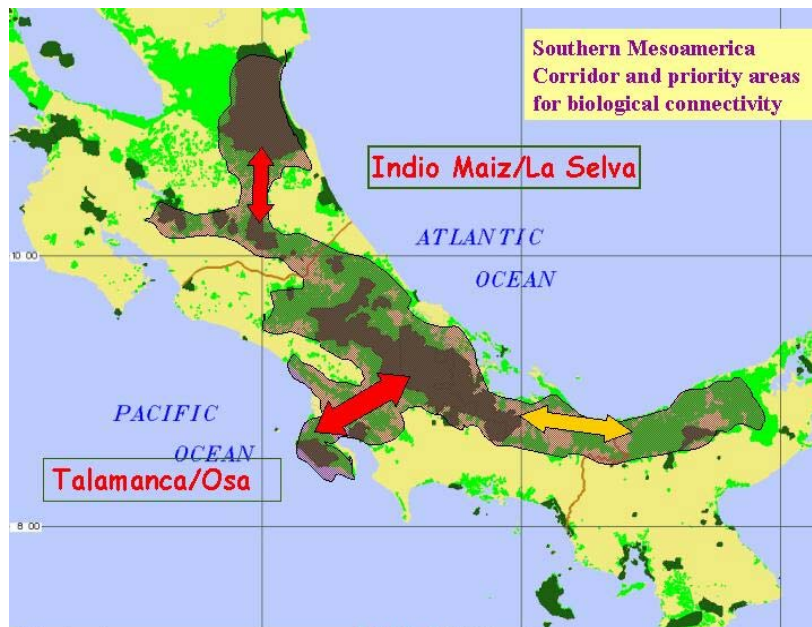 Southern Mesoamerica
Corridor and priority areas
for biological connectivity
Indio Maiz/La Selva
ATLANTIC
OCEAN
10 00
PACIFIC
OCEAN
Talamanca/Osa
8 00